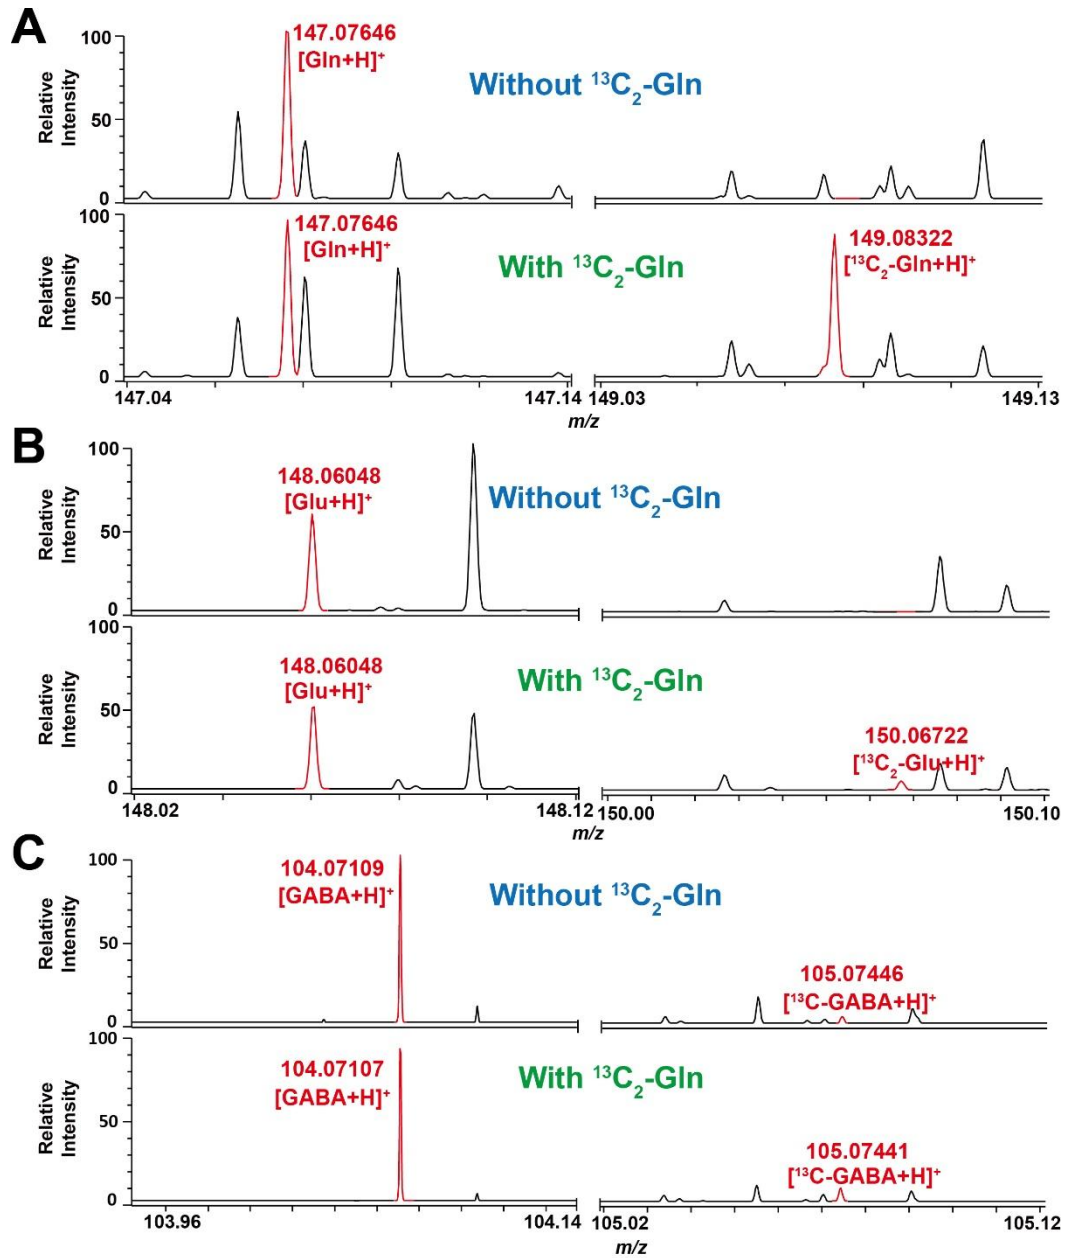 A
100
50
0
Relative
Intensity
147.07646
[Gln+H]⁺
Without ¹³C₂-Gln
100
50
0
Relative
Intensity
147.07646
[Gln+H]⁺
With ¹³C₂-Gln
149.08322
[¹³C₂-Gln+H]⁺
147.04
147.14
149.03
149.13
m/z
B
100
50
0
Relative
Intensity
148.06048
[Glu+H]⁺
Without ¹³C₂-Gln
100
50
0
Relative
Intensity
148.06048
[Glu+H]⁺
With ¹³C₂-Gln
150.06722
[¹³C₂-Glu+H]⁺
148.02
148.12
150.00
150.10
m/z
C
100
50
0
Relative
Intensity
104.07109
[GABA+H]⁺
Without ¹³C₂-Gln
105.07446
[¹³C-GABA+H]⁺
100
50
0
Relative
Intensity
104.07107
[GABA+H]⁺
With ¹³C₂-Gln
105.07441
[¹³C-GABA+H]⁺
103.96
104.14
105.02
105.12
m/z